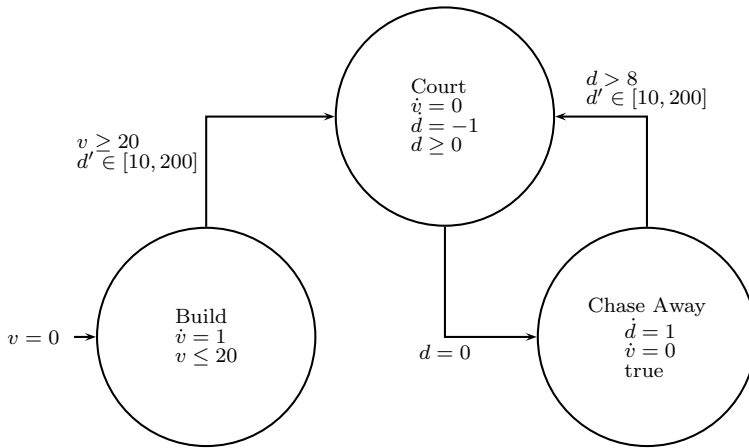 Court
v̇ = 0
ḋ = −1
d ≥ 0
d > 8
d′ ∈ [10, 200]
v ≥ 20
d′ ∈ [10, 200]
v = 0
Build
v̇ = 1
v ≤ 20
d = 0
Chase Away
ḋ = 1
v̇ = 0
true